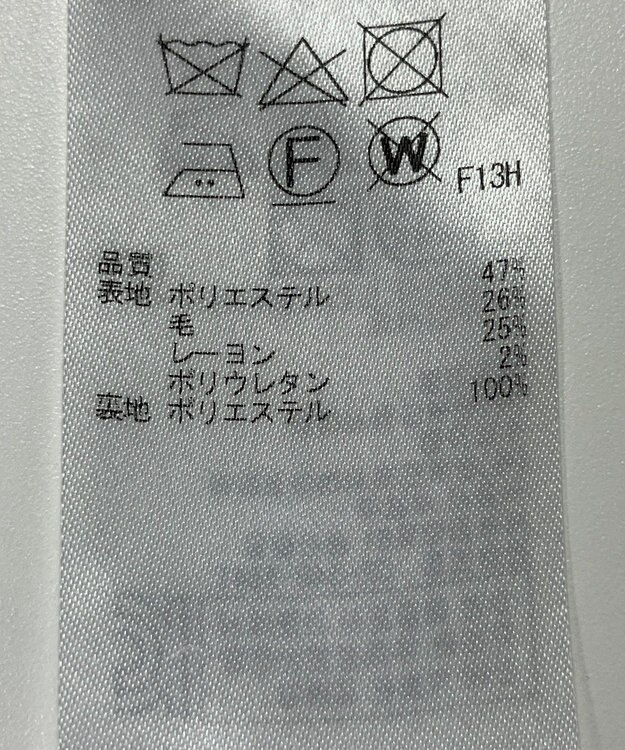 F W F13H
品質
表地 ポリエステル 47%
毛 26%
レーヨン 25%
ポリウレタン 2%
裏地 ポリエステル 100%